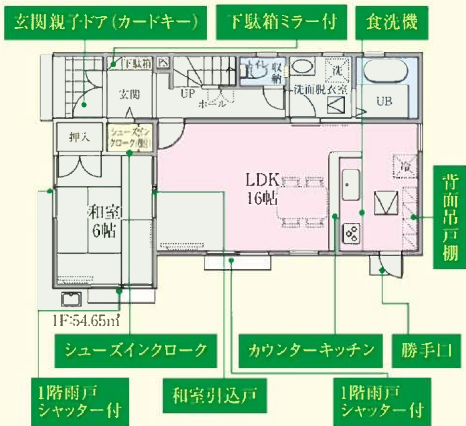 玄関親子ドア(カードキー)
下駄箱ミラー付
食洗機
下駄箱
PS
UP
ホール
トイレ
収納
洗
洗面脱衣室
UB
玄関
押入
シューズイン
クローク(棚付)
LDK
16帖
冷
和室
6帖
背面吊戸棚
1F:54.65㎡
シューズインクローク
カウンターキッチン
勝手口
1階雨戸
シャッター付
和室引込戸
1階雨戸
シャッター付